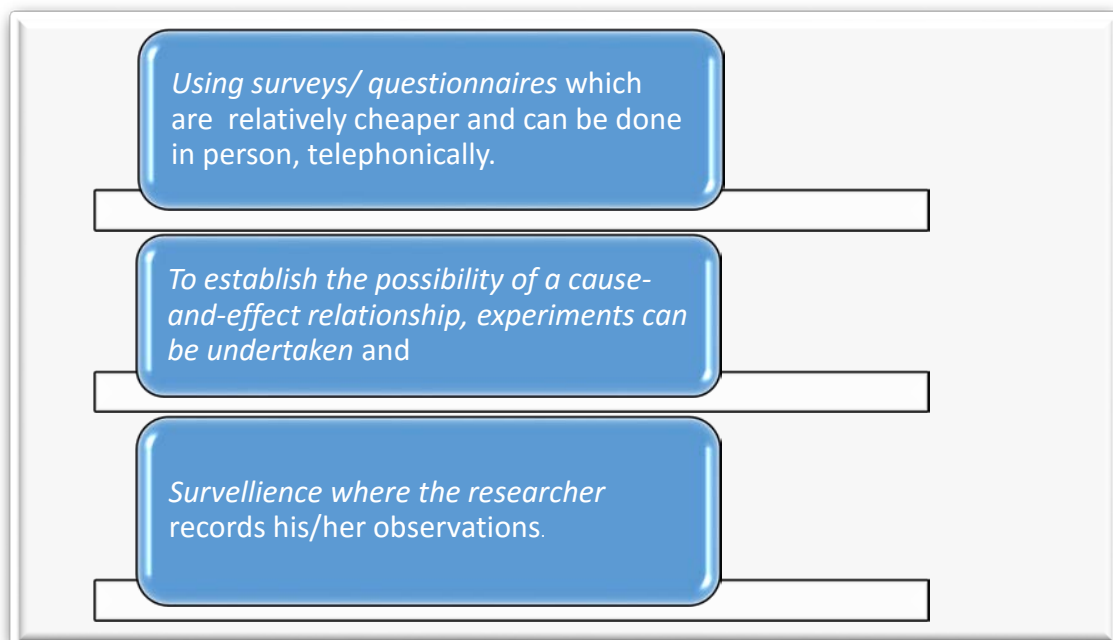 Using surveys/ questionnaires which
are relatively cheaper and can be done
in person, telephonically.
To establish the possibility of a cause-
and-effect relationship, experiments can
be undertaken and
Survellience where the researcher
records his/her observations.